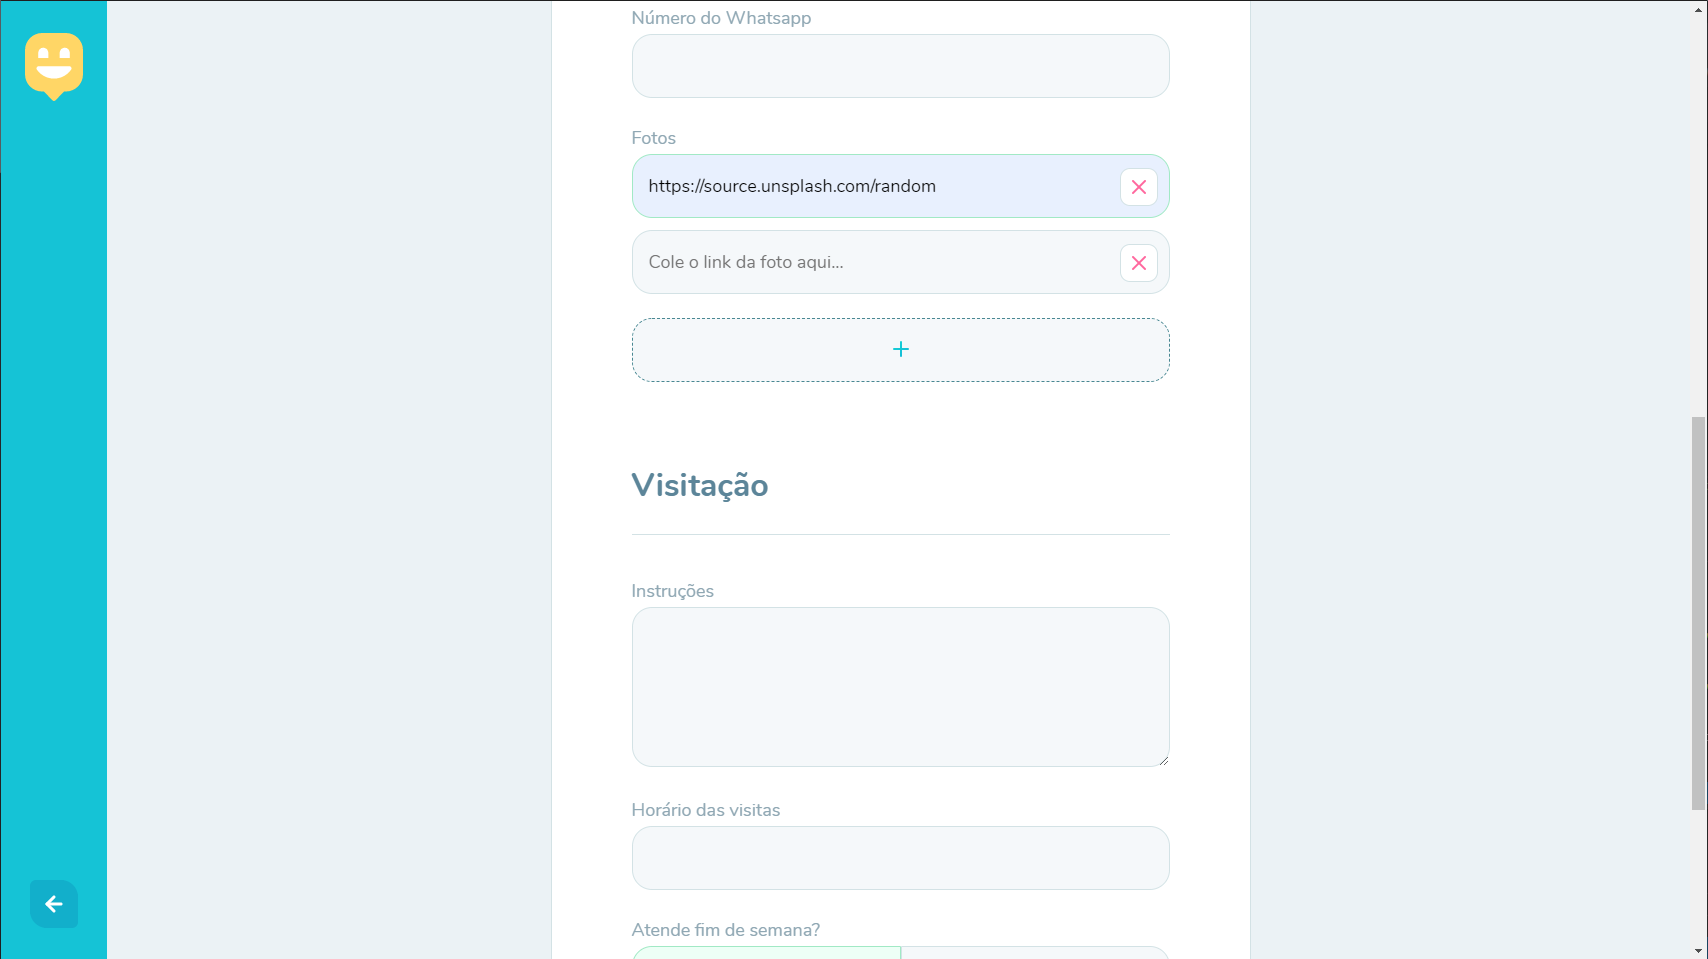 Número do Whatsapp
Fotos
https://source.unsplash.com/random
Cole o link da foto aqui...
Visitação
Instruções
Horário das visitas
Atende fim de semana?